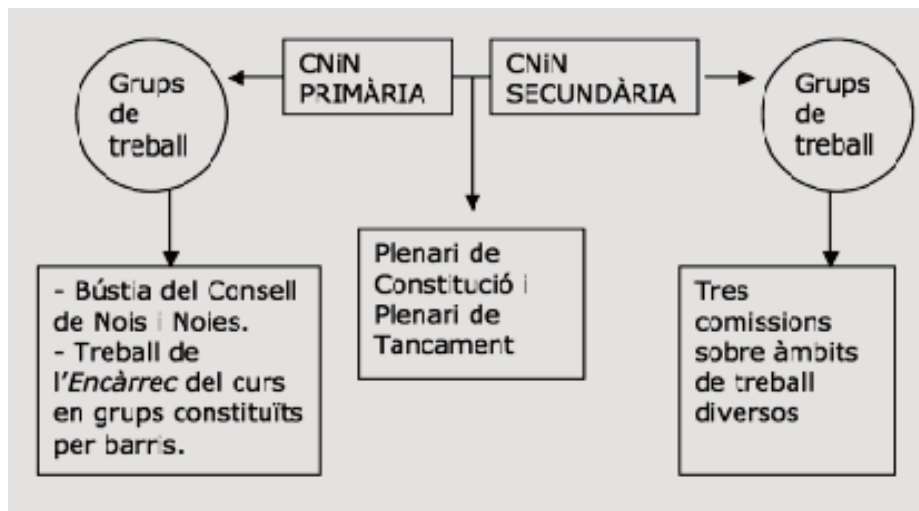 Grups
de
treball
CNiN
PRIMÀRIA
CNiN
SECUNDÀRIA
Grups
de
treball
- Bústia del Consell
de Nois i Noies.
- Treball de
l'Encàrrec del curs
en grups constituïts
per barris.
Plenari de
Constitució i
Plenari de
Tancament
Tres
comissions
sobre àmbits
de treball
diversos